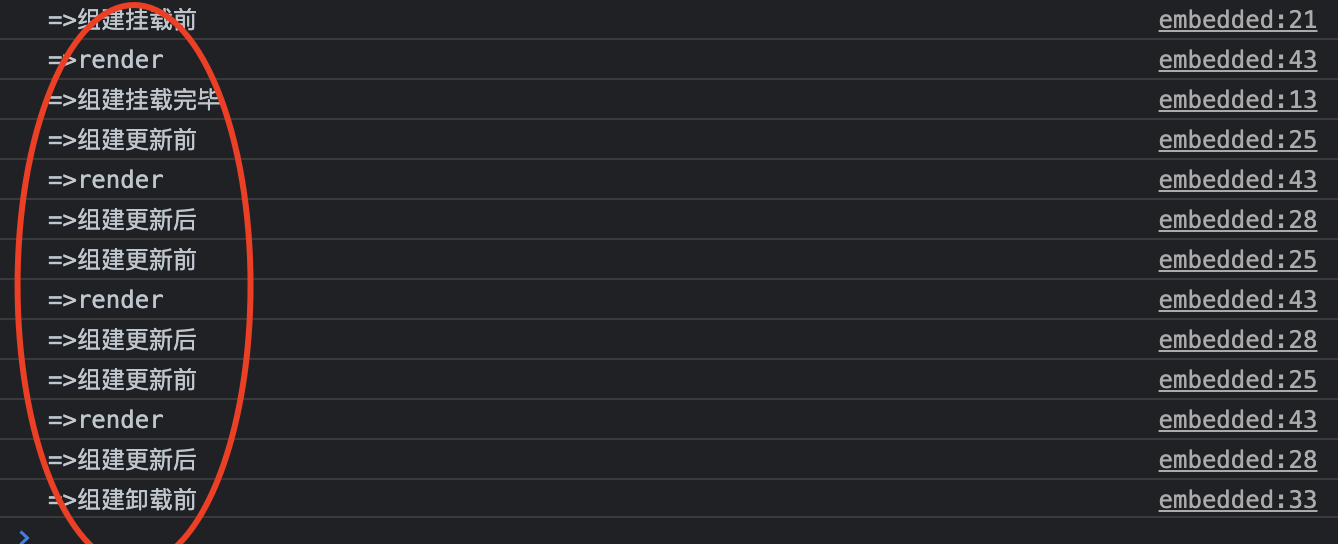 =>组建挂载前 embedded:21
=>render embedded:43
=>组建挂载完毕 embedded:13
=>组建更新前 embedded:25
=>render embedded:43
=>组建更新后 embedded:28
=>组建更新前 embedded:25
=>render embedded:43
=>组建更新后 embedded:28
=>组建更新前 embedded:25
=>render embedded:43
=>组建更新后 embedded:28
=>组建卸载前 embedded:33